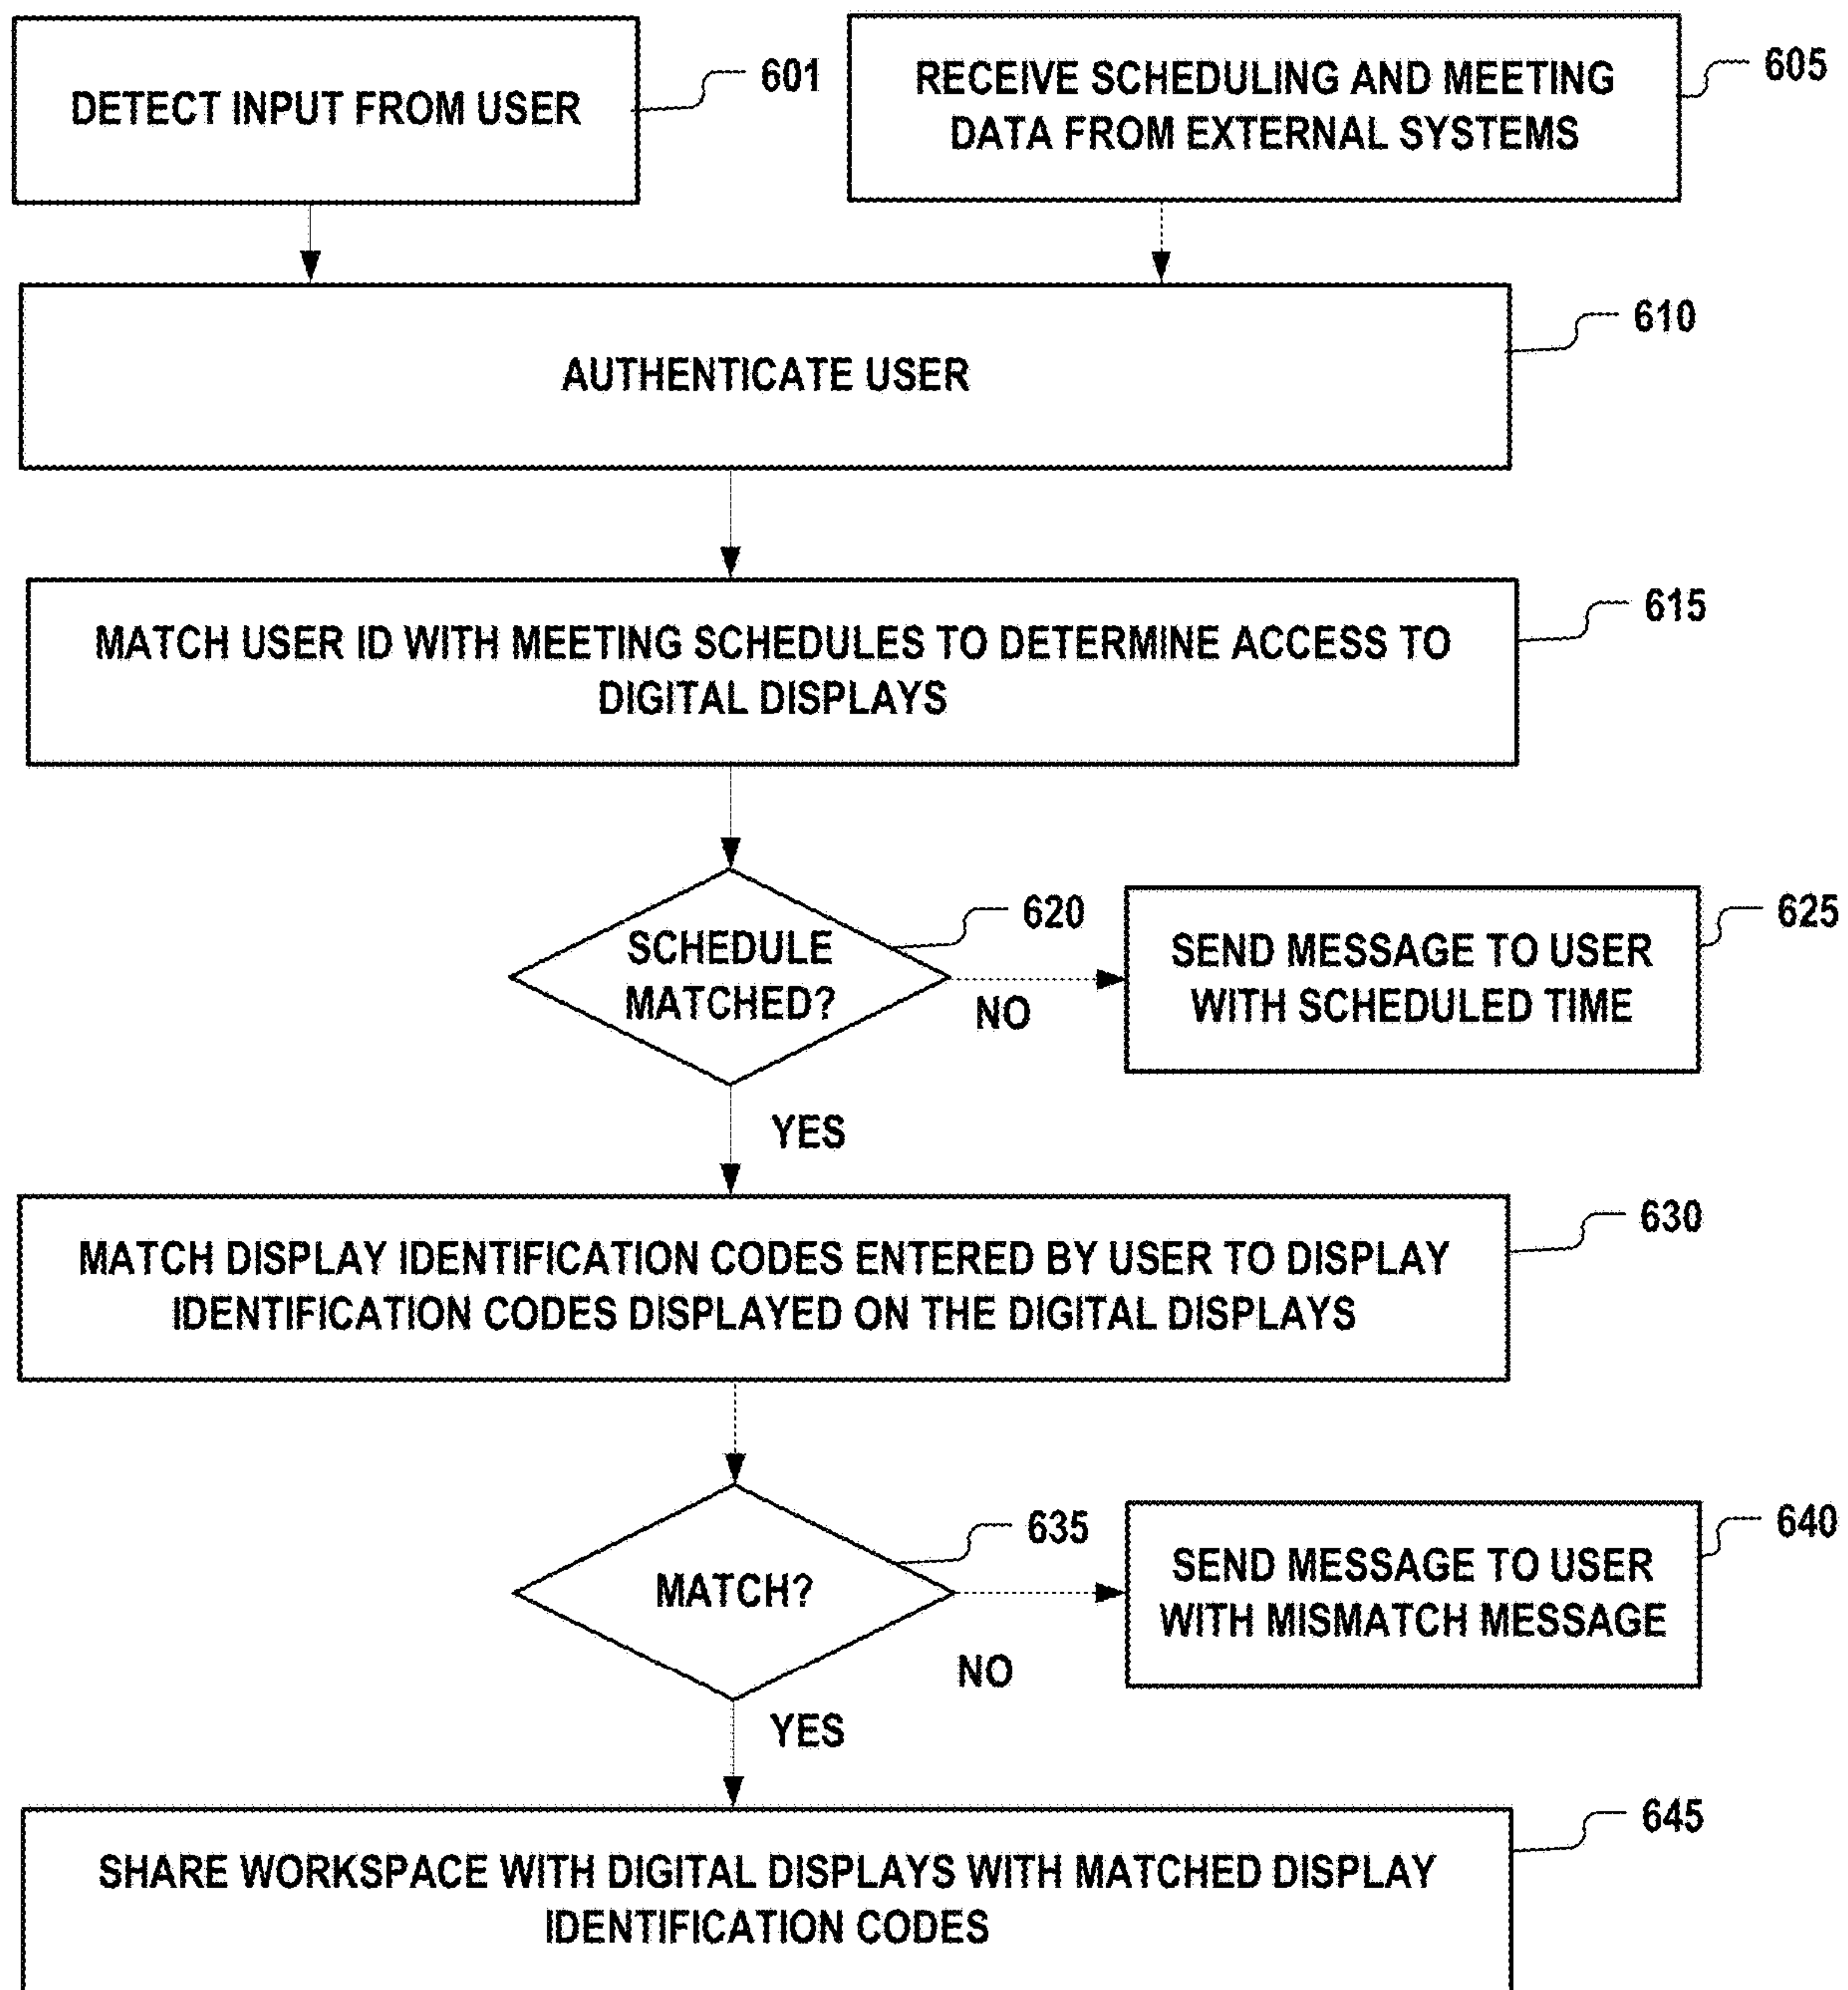 DETECT INPUT FROM USER
601
RECEIVE SCHEDULING AND MEETING
DATA FROM EXTERNAL SYSTEMS
605
AUTHENTICATE USER
610
MATCH USER ID WITH MEETING SCHEDULES TO DETERMINE ACCESS TO
DIGITAL DISPLAYS
615
SCHEDULE
MATCHED?
620
NO
SEND MESSAGE TO USER
WITH SCHEDULED TIME
625
YES
MATCH DISPLAY IDENTIFICATION CODES ENTERED BY USER TO DISPLAY
IDENTIFICATION CODES DISPLAYED ON THE DIGITAL DISPLAYS
630
MATCH?
635
NO
SEND MESSAGE TO USER
WITH MISMATCH MESSAGE
640
YES
SHARE WORKSPACE WITH DIGITAL DISPLAYS WITH MATCHED DISPLAY
IDENTIFICATION CODES
645